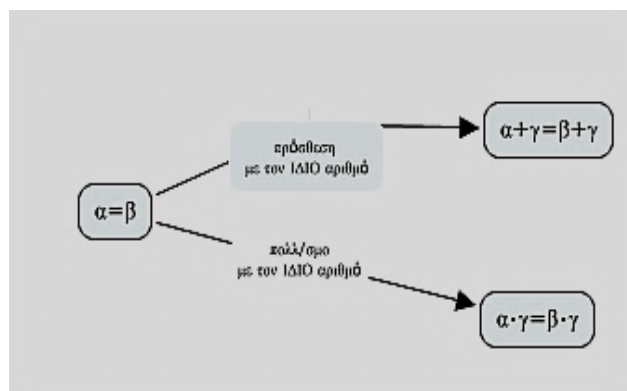 πρόσθεση
με τον ΙΔΙΟ αριθμό
α+γ=β+γ
α=β
πολλ/σμο
με τον ΙΔΙΟ αριθμό
α·γ=β·γ